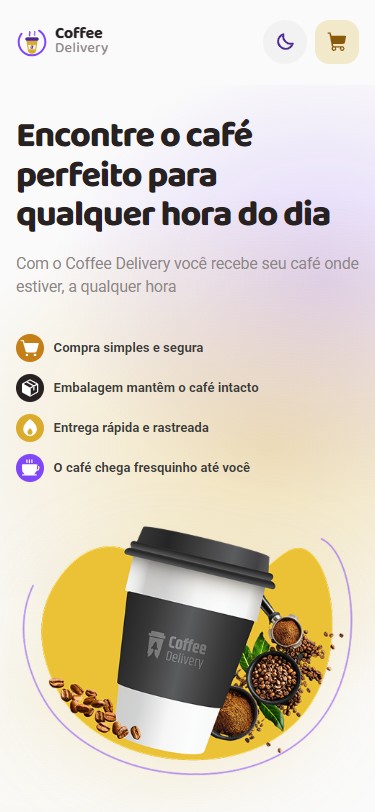 Coffee
Delivery
Encontre o café
perfeito para
qualquer hora do dia
Com o Coffee Delivery você recebe seu café onde
estiver, a qualquer hora
Compra simples e segura
Embalagem mantêm o café intacto
Entrega rápida e rastreada
O café chega fresquinho até você
Coffee
Delivery